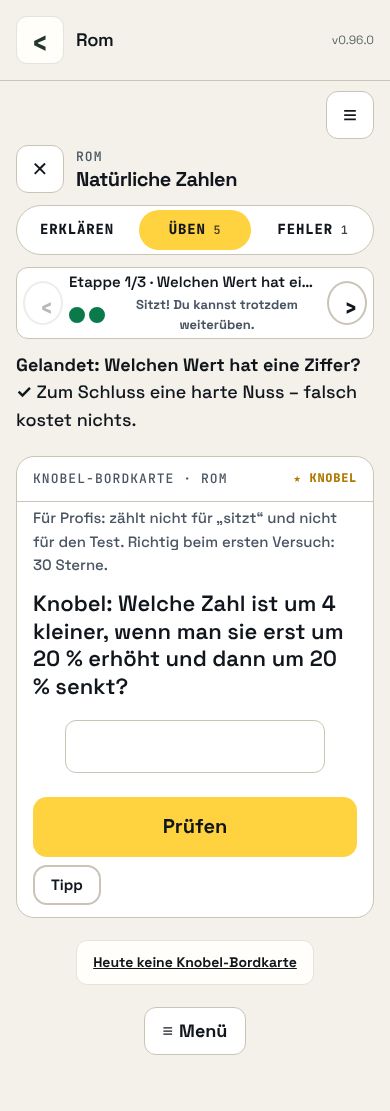 <
Rom
v0.96.0
≡
✕
ROM
Natürliche Zahlen
ERKLÄREN
ÜBEN 5
FEHLER 1
<
Etappe 1/3 · Welchen Wert hat ei...
Sitzt! Du kannst trotzdem
weiterüben.
>
Gelandet: Welchen Wert hat eine Ziffer?
✓ Zum Schluss eine harte Nuss – falsch
kostet nichts.
KNOBEL-BORDKARTE · ROM
★ KNOBEL
Für Profis: zählt nicht für „sitzt“ und nicht
für den Test. Richtig beim ersten Versuch:
30 Sterne.
Knobel: Welche Zahl ist um 4
kleiner, wenn man sie erst um
20 % erhöht und dann um 20
% senkt?
Prüfen
Tipp
Heute keine Knobel-Bordkarte
≡ Menü